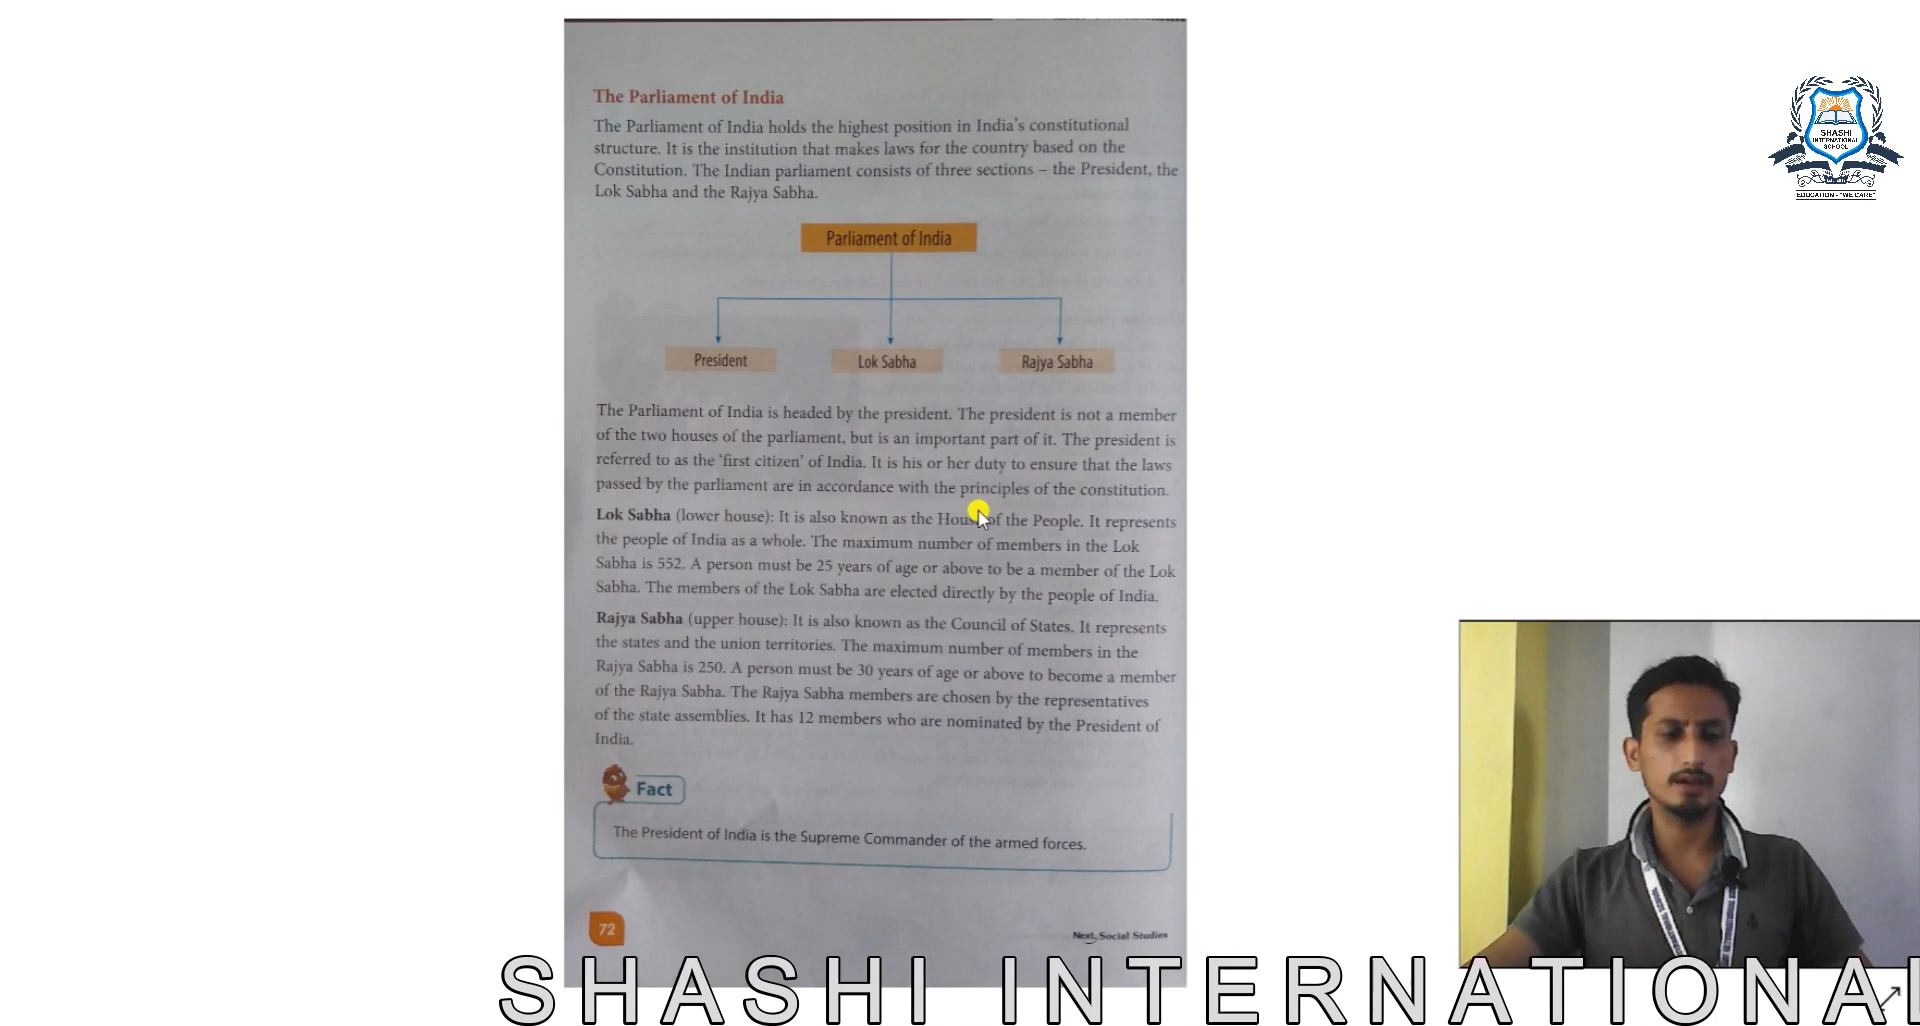 The Parliament of India
The Parliament of India holds the highest position in India's constitutional
structure. It is the institution that makes laws for the country based on the
Constitution. The Indian parliament consists of three sections – the President, the
Lok Sabha and the Rajya Sabha.
Parliament of India
President
Lok Sabha
Rajya Sabha
The Parliament of India is headed by the president. The president is not a member
of the two houses of the parliament, but is an important part of it. The president is
referred to as the 'first citizen' of India. It is his or her duty to ensure that the laws
passed by the parliament are in accordance with the principles of the constitution.
Lok Sabha (lower house): It is also known as the House of the People. It represents
the people of India as a whole. The maximum number of members in the Lok
Sabha is 552. A person must be 25 years of age or above to be a member of the Lok
Sabha. The members of the Lok Sabha are elected directly by the people of India.
Rajya Sabha (upper house): It is also known as the Council of States. It represents
the states and the union territories. The maximum number of members in the
Rajya Sabha is 250. A person must be 30 years of age or above to become a member
of the Rajya Sabha. The Rajya Sabha members are chosen by the representatives
of the state assemblies. It has 12 members who are nominated by the President of
India.
Fact
The President of India is the Supreme Commander of the armed forces.
72
Next Social Studies
SHASHI
INTERNATIONAL
SCHOOL
EDUCATION - "WE CARE"
SHASHI INTERNATIONAL